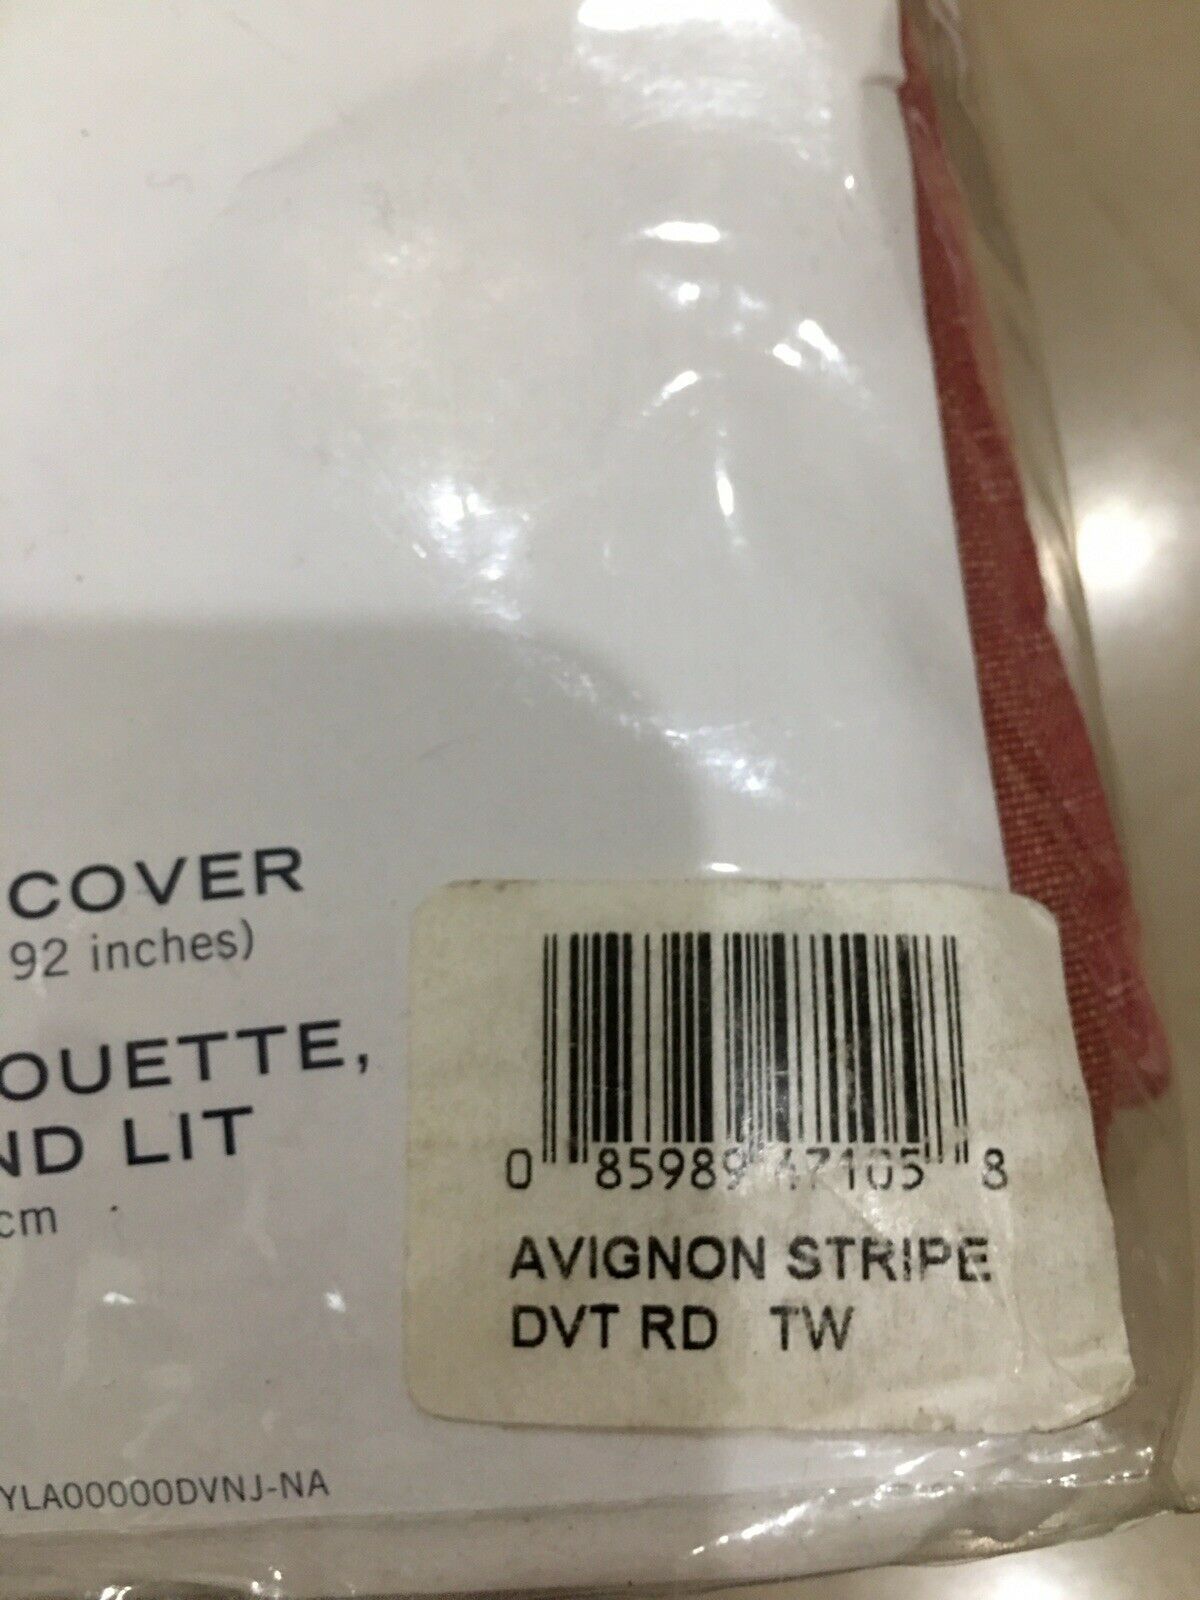 COVER
92 inches)
OUETTE,
ND LIT
cm
0 85989 47105 8
AVIGNON STRIPE
DVT RD TW
YLA00000DVNJ-NA